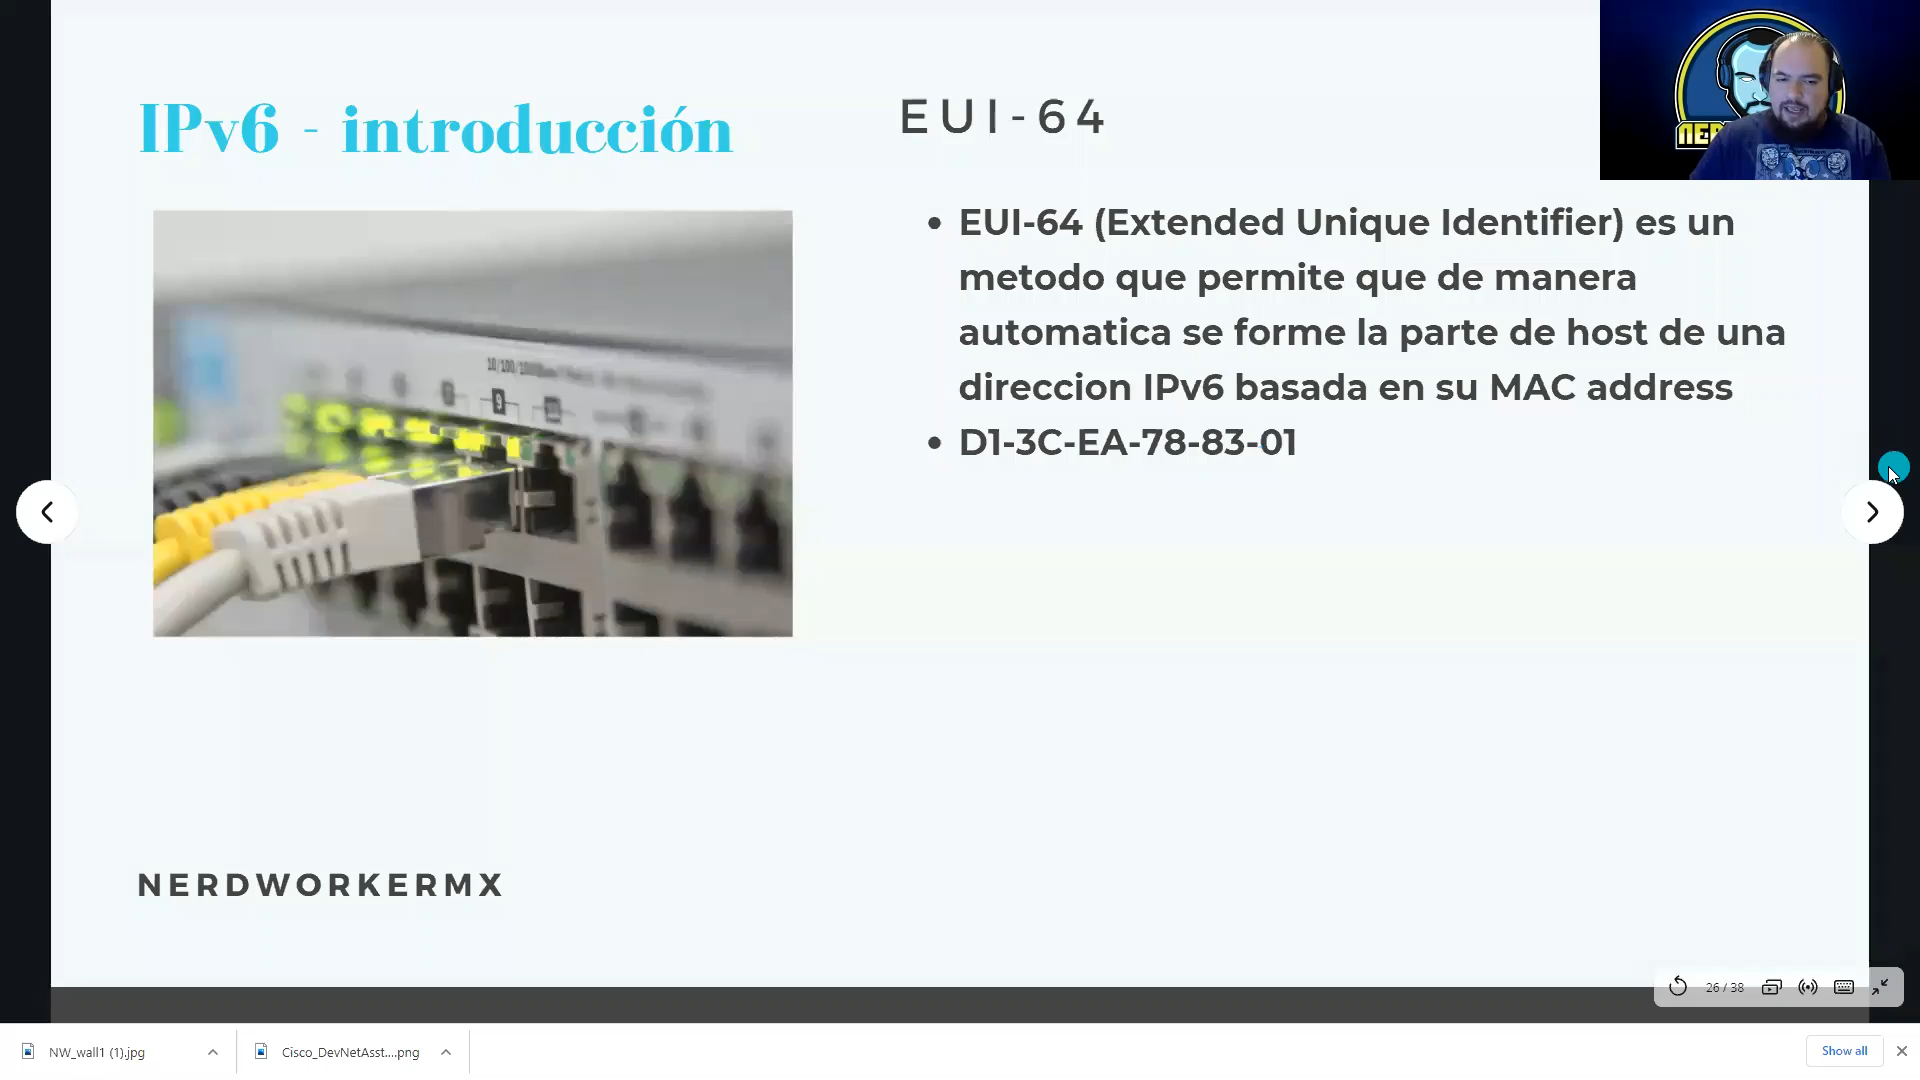 IPv6 - introducción
EUI-64
• EUI-64 (Extended Unique Identifier) es un
metodo que permite que de manera
automatica se forme la parte de host de una
direccion IPv6 basada en su MAC address
• D1-3C-EA-78-83-01
9
NERDWORKERMX
26 / 38
NW_wall1 (1).jpg
Cisco_DevNetAsst....png
Show all